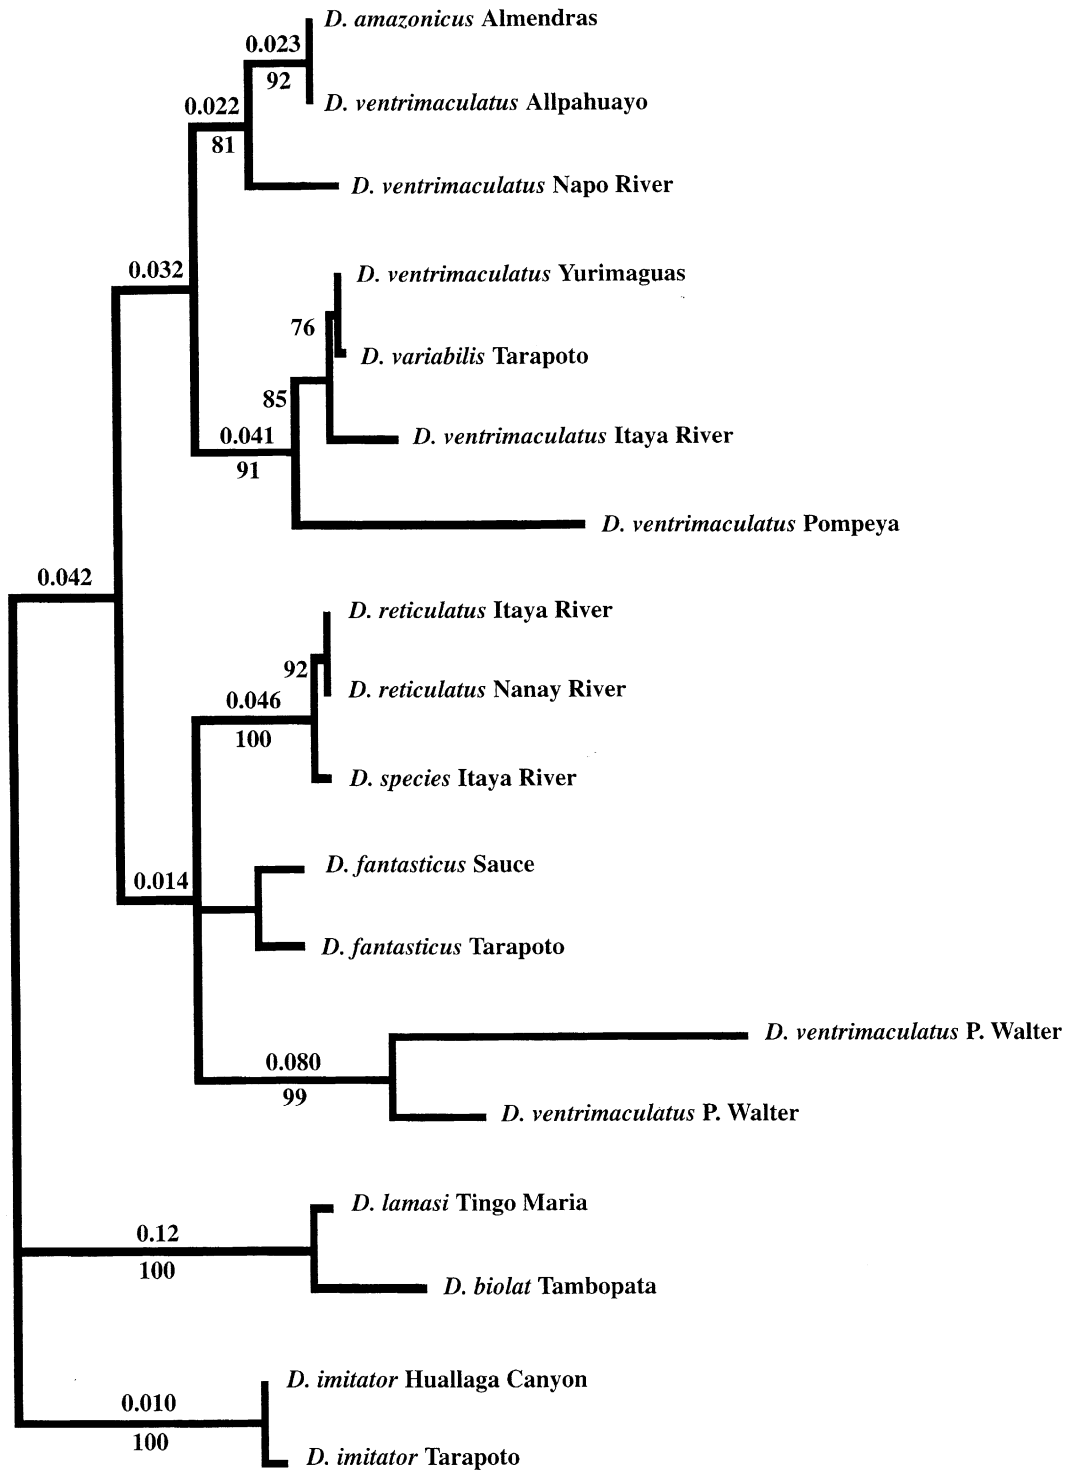 D. amazonicus Almendras
0.023
92
D. ventrimaculatus Allpahuayo
0.022
81
D. ventrimaculatus Napo River
0.032
D. ventrimaculatus Yurimaguas
76
D. variabilis Tarapoto
85
0.041
D. ventrimaculatus Itaya River
91
D. ventrimaculatus Pompeya
0.042
D. reticulatus Itaya River
92
D. reticulatus Nanay River
0.046
100
D. species Itaya River
D. fantasticus Sauce
0.014
D. fantasticus Tarapoto
D. ventrimaculatus P. Walter
0.080
99
D. ventrimaculatus P. Walter
D. lamasi Tingo Maria
0.12
100
D. biolat Tambopata
D. imitator Huallaga Canyon
0.010
100
D. imitator Tarapoto